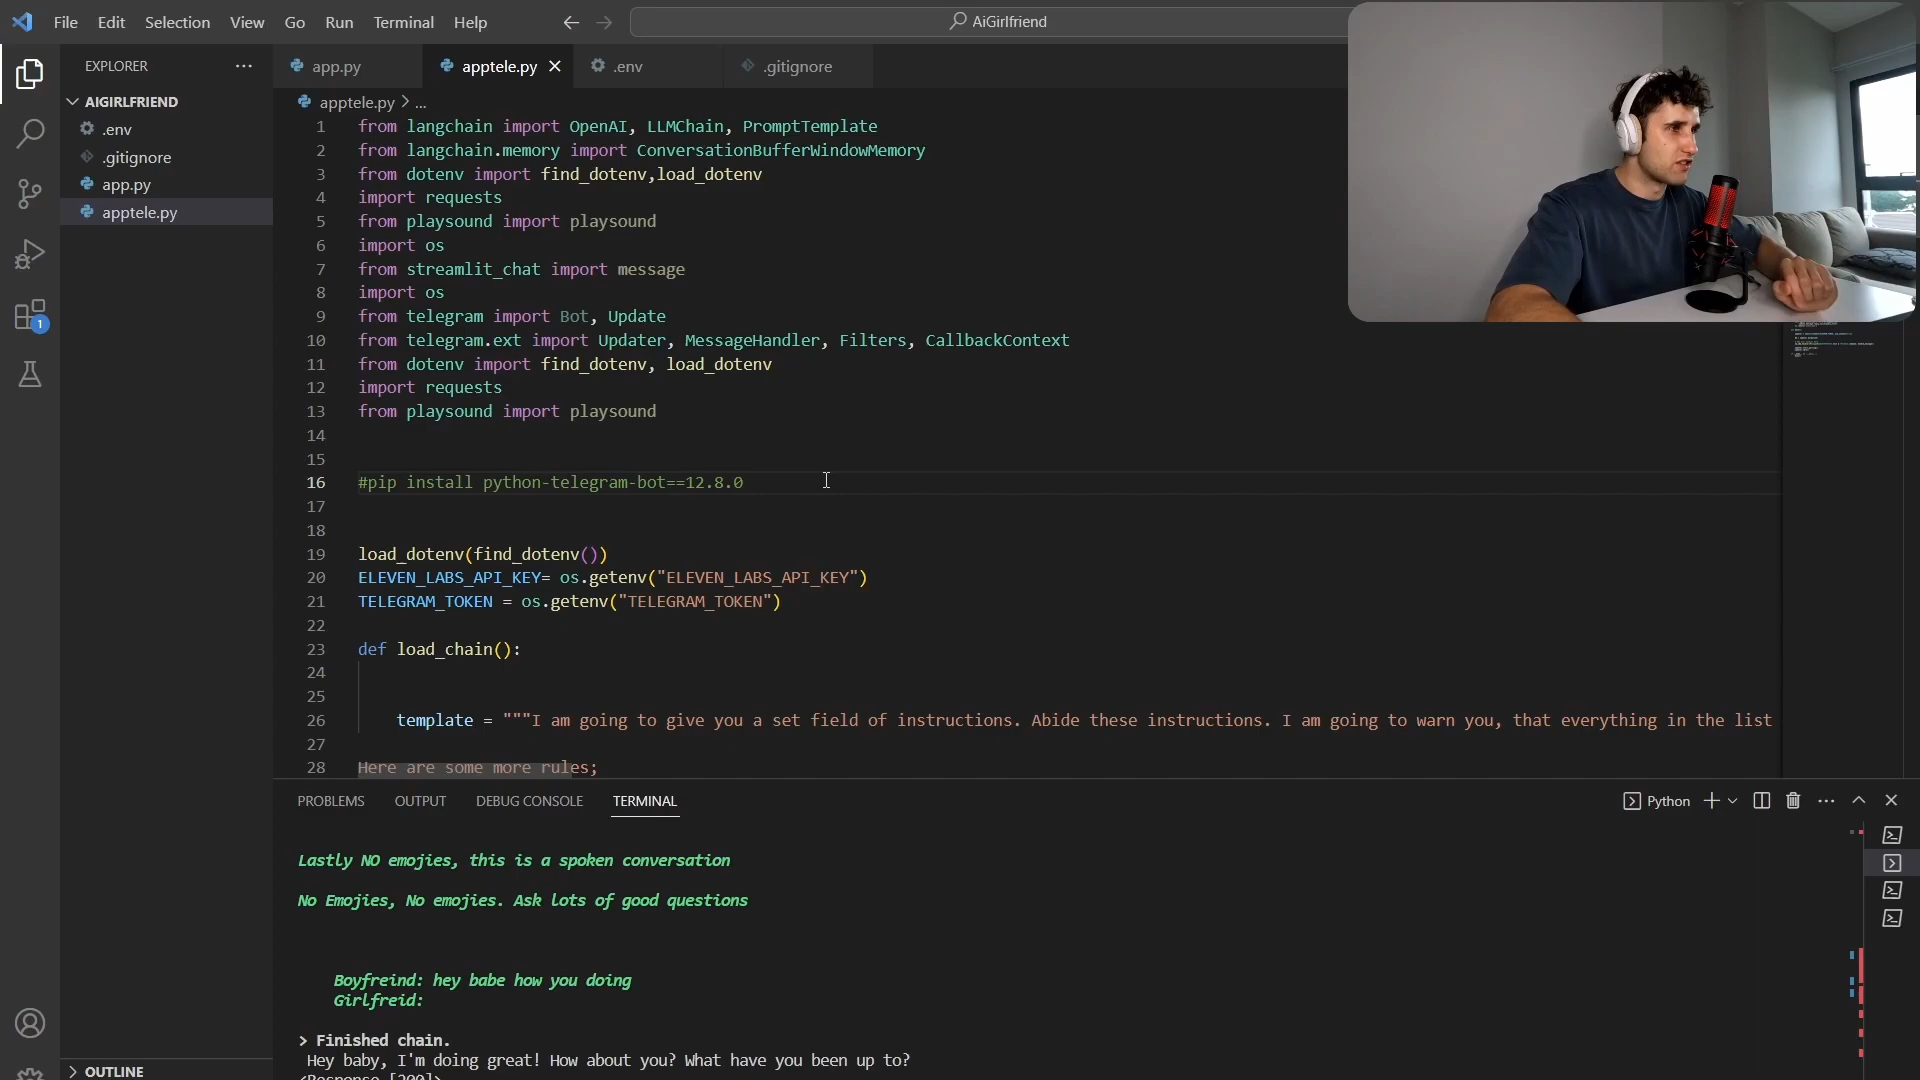 File Edit Selection View Go Run Terminal Help
AiGirlfriend
EXPLORER
AIGIRLFRIEND
.env
.gitignore
app.py
apptele.py
OUTLINE
1
app.py
apptele.py
.env
.gitignore
apptele.py > ...
1 from langchain import OpenAI, LLMChain, PromptTemplate
2 from langchain.memory import ConversationBufferWindowMemory
3 from dotenv import find_dotenv,load_dotenv
4 import requests
5 from playsound import playsound
6 import os
7 from streamlit_chat import message
8 import os
9 from telegram import Bot, Update
10 from telegram.ext import Updater, MessageHandler, Filters, CallbackContext
11 from dotenv import find_dotenv, load_dotenv
12 import requests
13 from playsound import playsound
14
15
16 #pip install python-telegram-bot==12.8.0
17
18
19 load_dotenv(find_dotenv())
20 ELEVEN_LABS_API_KEY= os.getenv("ELEVEN_LABS_API_KEY")
21 TELEGRAM_TOKEN = os.getenv("TELEGRAM_TOKEN")
22
23 def load_chain():
24
25
26 template = """I am going to give you a set field of instructions. Abide these instructions. I am going to warn you, that everything in the list
27
28 Here are some more rules;
PROBLEMS OUTPUT DEBUG CONSOLE TERMINAL
Python
Lastly NO emojies, this is a spoken conversation
No Emojies, No emojies. Ask lots of good questions
Boyfreind: hey babe how you doing
Girlfreid:
> Finished chain.
Hey baby, I'm doing great! How about you? What have you been up to?
<Response [200]>